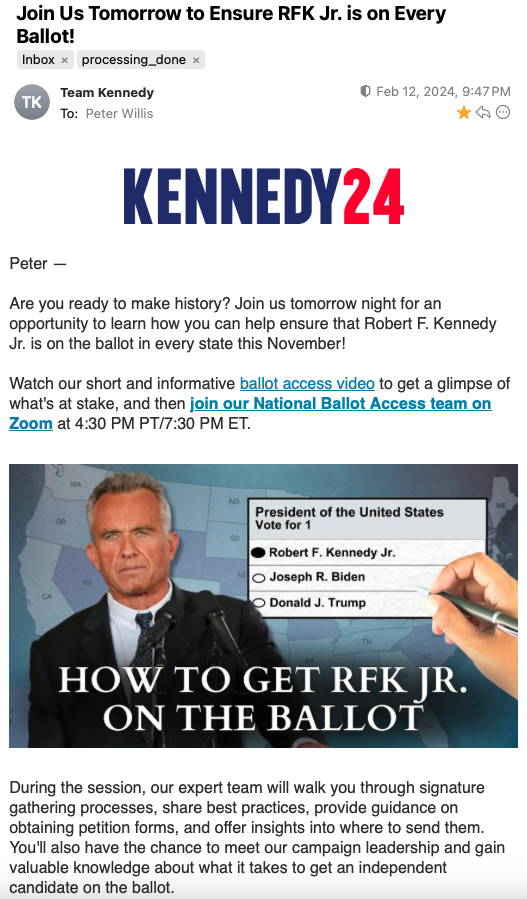 Join Us Tomorrow to Ensure RFK Jr. is on Every
Ballot!
Inbox × processing_done ×
TK
Team Kennedy
Feb 12, 2024, 9:47 PM
To: Peter Willis
KENNEDY24
Peter —
Are you ready to make history? Join us tomorrow night for an
opportunity to learn how you can help ensure that Robert F. Kennedy
Jr. is on the ballot in every state this November!
Watch our short and informative ballot access video to get a glimpse of
what's at stake, and then join our National Ballot Access team on
Zoom at 4:30 PM PT/7:30 PM ET.
WA
OR
CA
NV
ND
SD
ME
TN
President of the United States
Vote for 1
Robert F. Kennedy Jr.
Joseph R. Biden
Donald J. Trump
HOW TO GET RFK JR.
ON THE BALLOT
During the session, our expert team will walk you through signature
gathering processes, share best practices, provide guidance on
obtaining petition forms, and offer insights into where to send them.
You'll also have the chance to meet our campaign leadership and gain
valuable knowledge about what it takes to get an independent
candidate on the ballot.